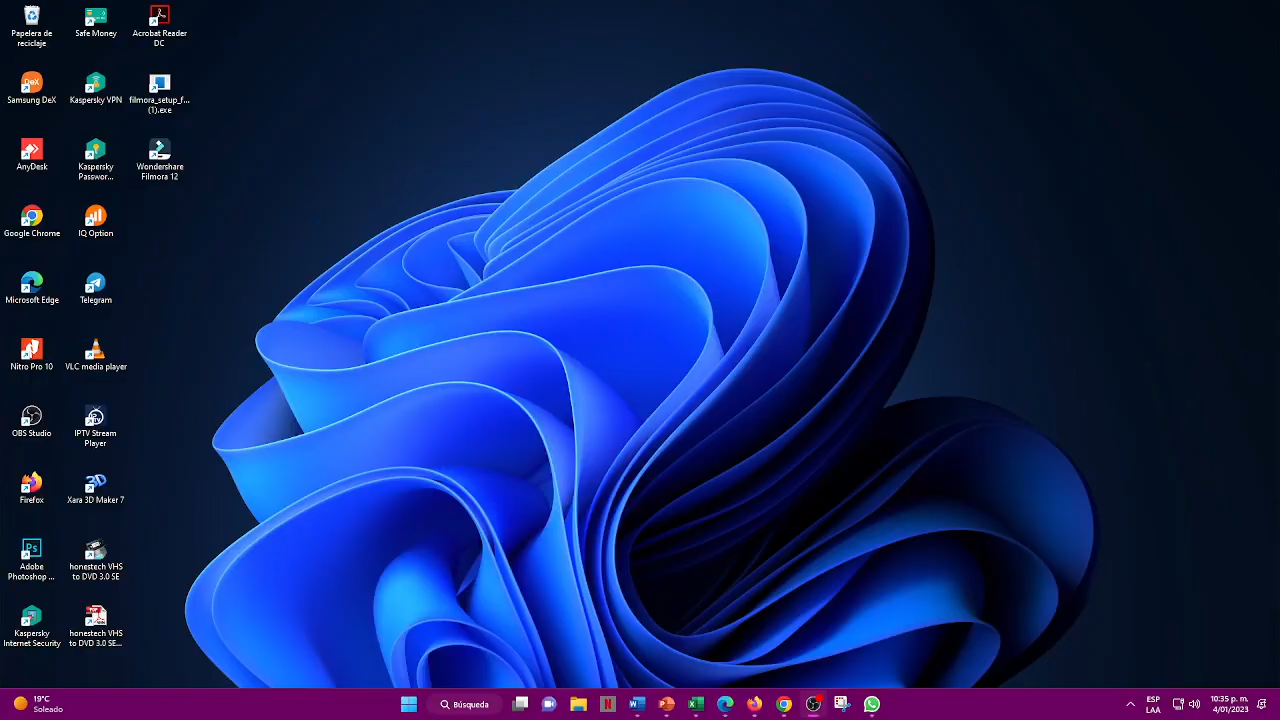 Papelera de
reciclaje
Safe Money
Acrobat Reader
DC
Samsung DeX
Kaspersky VPN
filmora_setup_f...
(1).exe
AnyDesk
Kaspersky
Passwor...
Wondershare
Filmora 12
Google Chrome
IQ Option
Microsoft Edge
Telegram
Nitro Pro 10
VLC media player
OBS Studio
IPTV Stream
Player
Firefox
Xara 3D Maker 7
Adobe
Photoshop ...
honestech VHS
to DVD 3.0 SE
Kaspersky
Internet Security
honestech VHS
to DVD 3.0 SE...
19°C
Soleado
Búsqueda
ESP
LAA
10:35 p. m.
4/01/2023